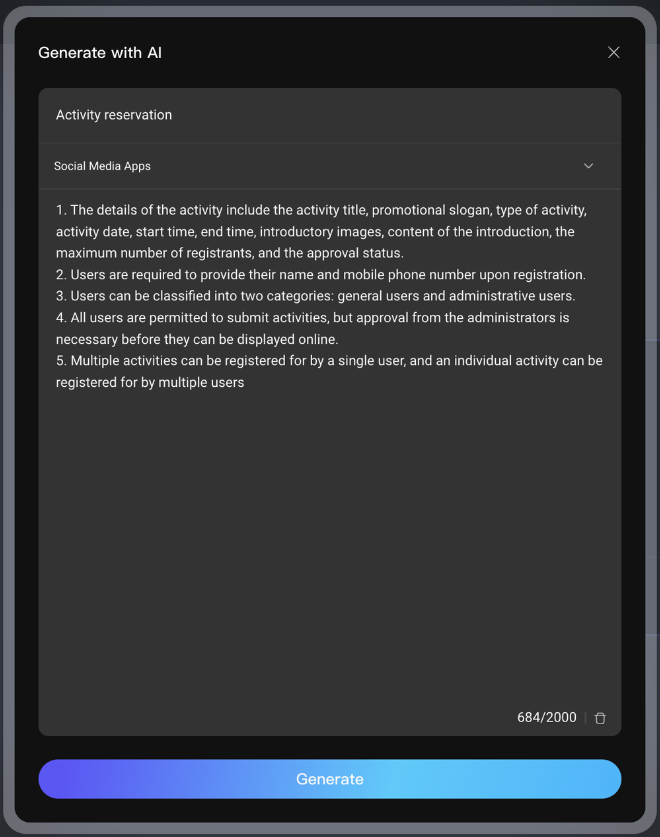 Generate with AI
Activity reservation
Social Media Apps
1. The details of the activity include the activity title, promotional slogan, type of activity,
activity date, start time, end time, introductory images, content of the introduction, the
maximum number of registrants, and the approval status.
2. Users are required to provide their name and mobile phone number upon registration.
3. Users can be classified into two categories: general users and administrative users.
4. All users are permitted to submit activities, but approval from the administrators is
necessary before they can be displayed online.
5. Multiple activities can be registered for by a single user, and an individual activity can be
registered for by multiple users
684/2000
Generate